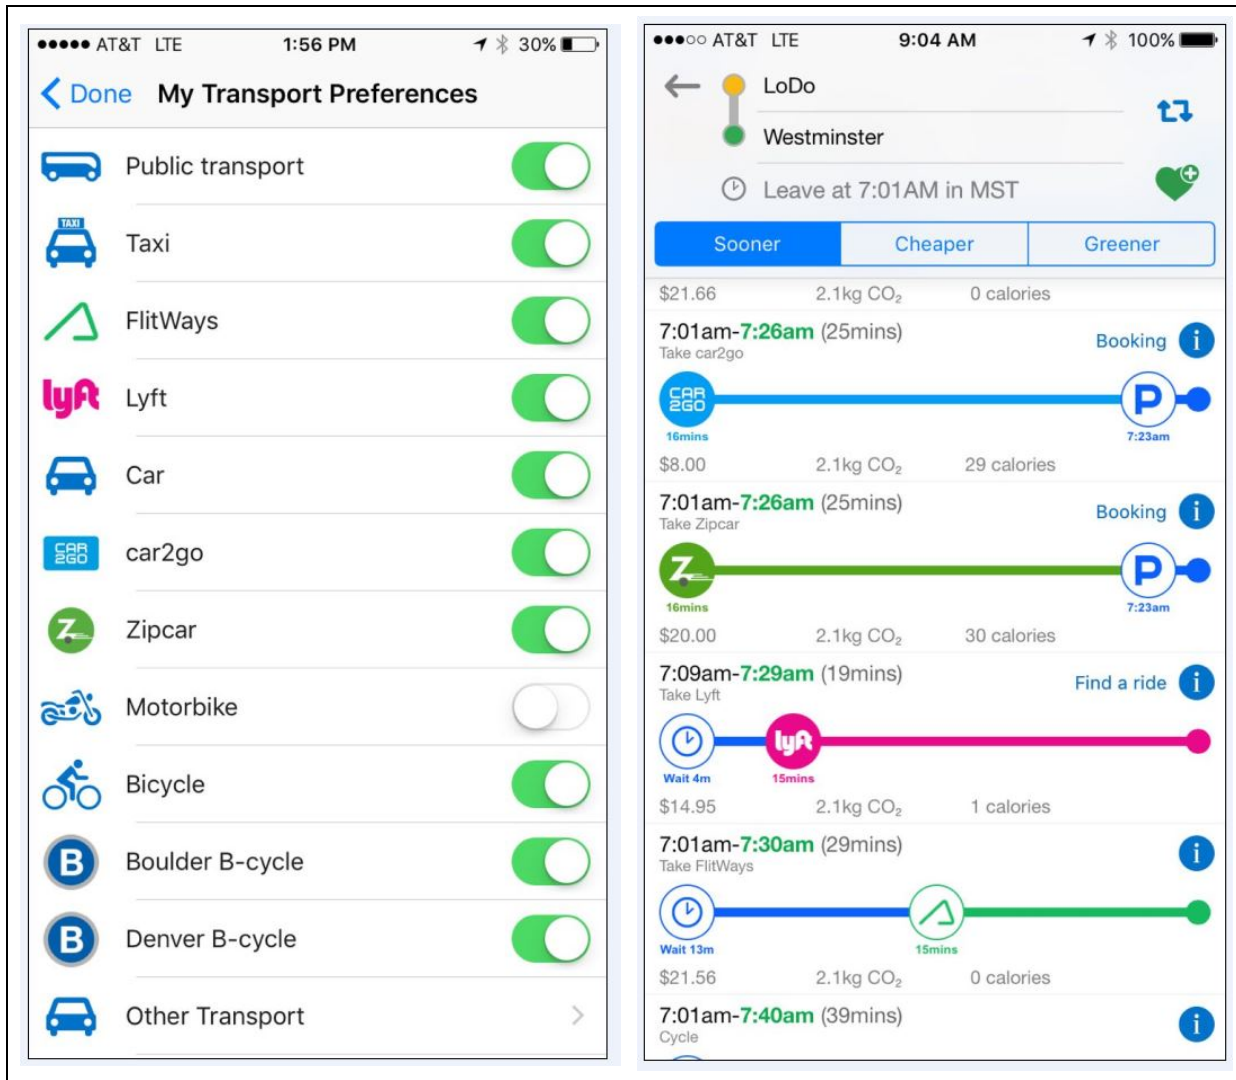 AT&T LTE 1:56 PM 30%
Done My Transport Preferences
Public transport
TAXI
Taxi
FlitWays
lyft Lyft
Car
CAR2GO car2go
Z Zipcar
Motorbike
Bicycle
B Boulder B-cycle
B Denver B-cycle
Other Transport
AT&T LTE 9:04 AM 100%
LoDo
Westminster
Leave at 7:01AM in MST
Sooner Cheaper Greener
$21.66 2.1kg CO₂ 0 calories
7:01am-7:26am (25mins) Booking i
Take car2go
CAR2GO P
16mins 7:23am
$8.00 2.1kg CO₂ 29 calories
7:01am-7:26am (25mins) Booking i
Take Zipcar
Z P
16mins 7:23am
$20.00 2.1kg CO₂ 30 calories
7:09am-7:29am (19mins) Find a ride i
Take Lyft
lyft
Wait 4m 15mins
$14.95 2.1kg CO₂ 1 calories
7:01am-7:30am (29mins) i
Take FlitWays
Wait 13m 15mins
$21.56 2.1kg CO₂ 0 calories
7:01am-7:40am (39mins) i
Cycle